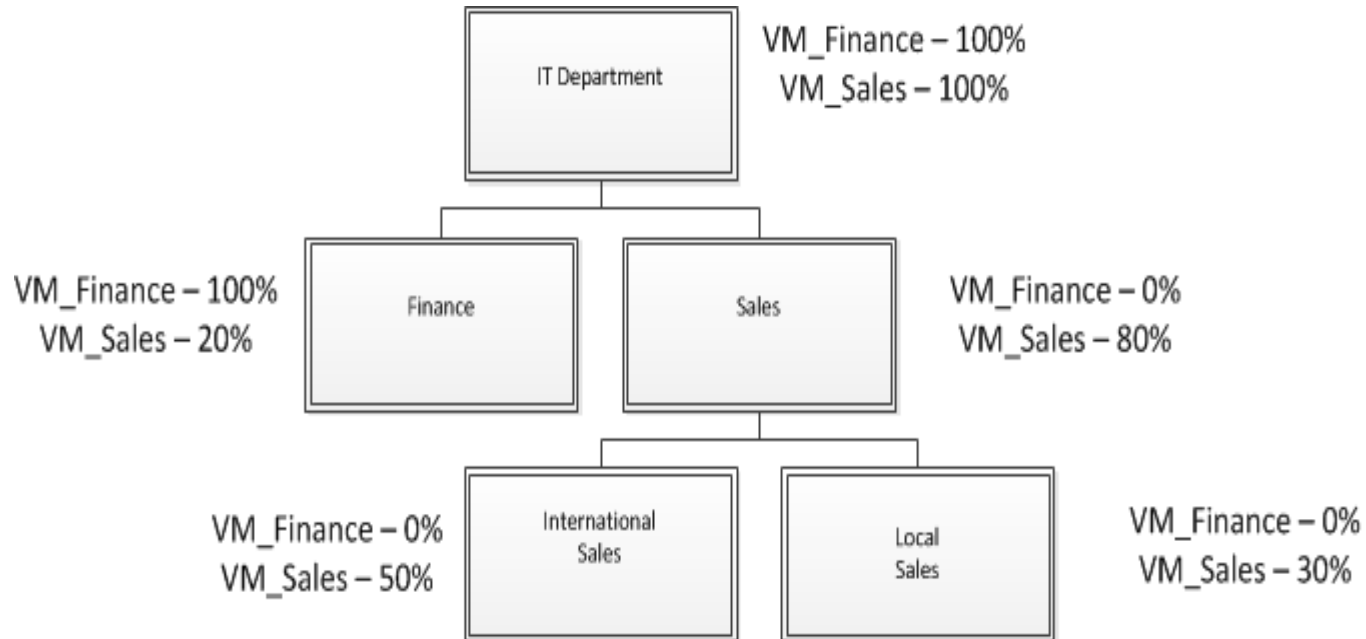 IT Department
VM_Finance – 100%
VM_Sales – 100%
VM_Finance – 100%
VM_Sales – 20%
Finance
Sales
VM_Finance – 0%
VM_Sales – 80%
VM_Finance – 0%
VM_Sales – 50%
International
Sales
Local
Sales
VM_Finance – 0%
VM_Sales – 30%